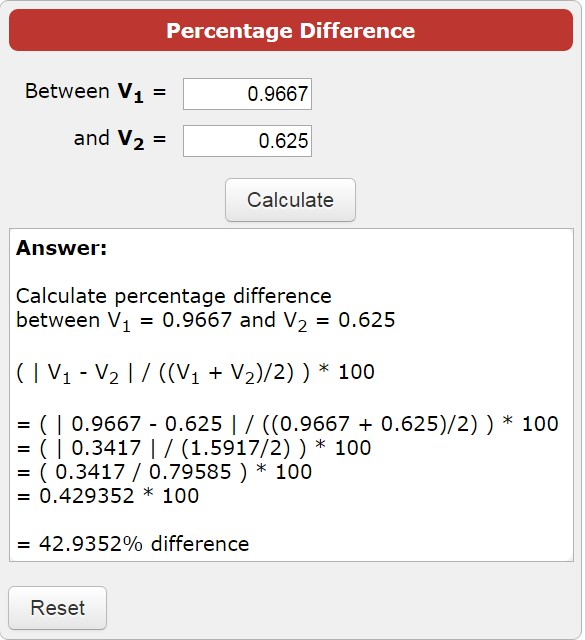 Percentage Difference
Between V₁ = 0.9667
and V₂ = 0.625
Calculate
Answer:
Calculate percentage difference
between V₁ = 0.9667 and V₂ = 0.625
( | V₁ - V₂ | / ((V₁ + V₂)/2) ) * 100
= ( | 0.9667 - 0.625 | / ((0.9667 + 0.625)/2) ) * 100
= ( | 0.3417 | / (1.5917/2) ) * 100
= ( 0.3417 / 0.79585 ) * 100
= 0.429352 * 100
= 42.9352% difference
Reset